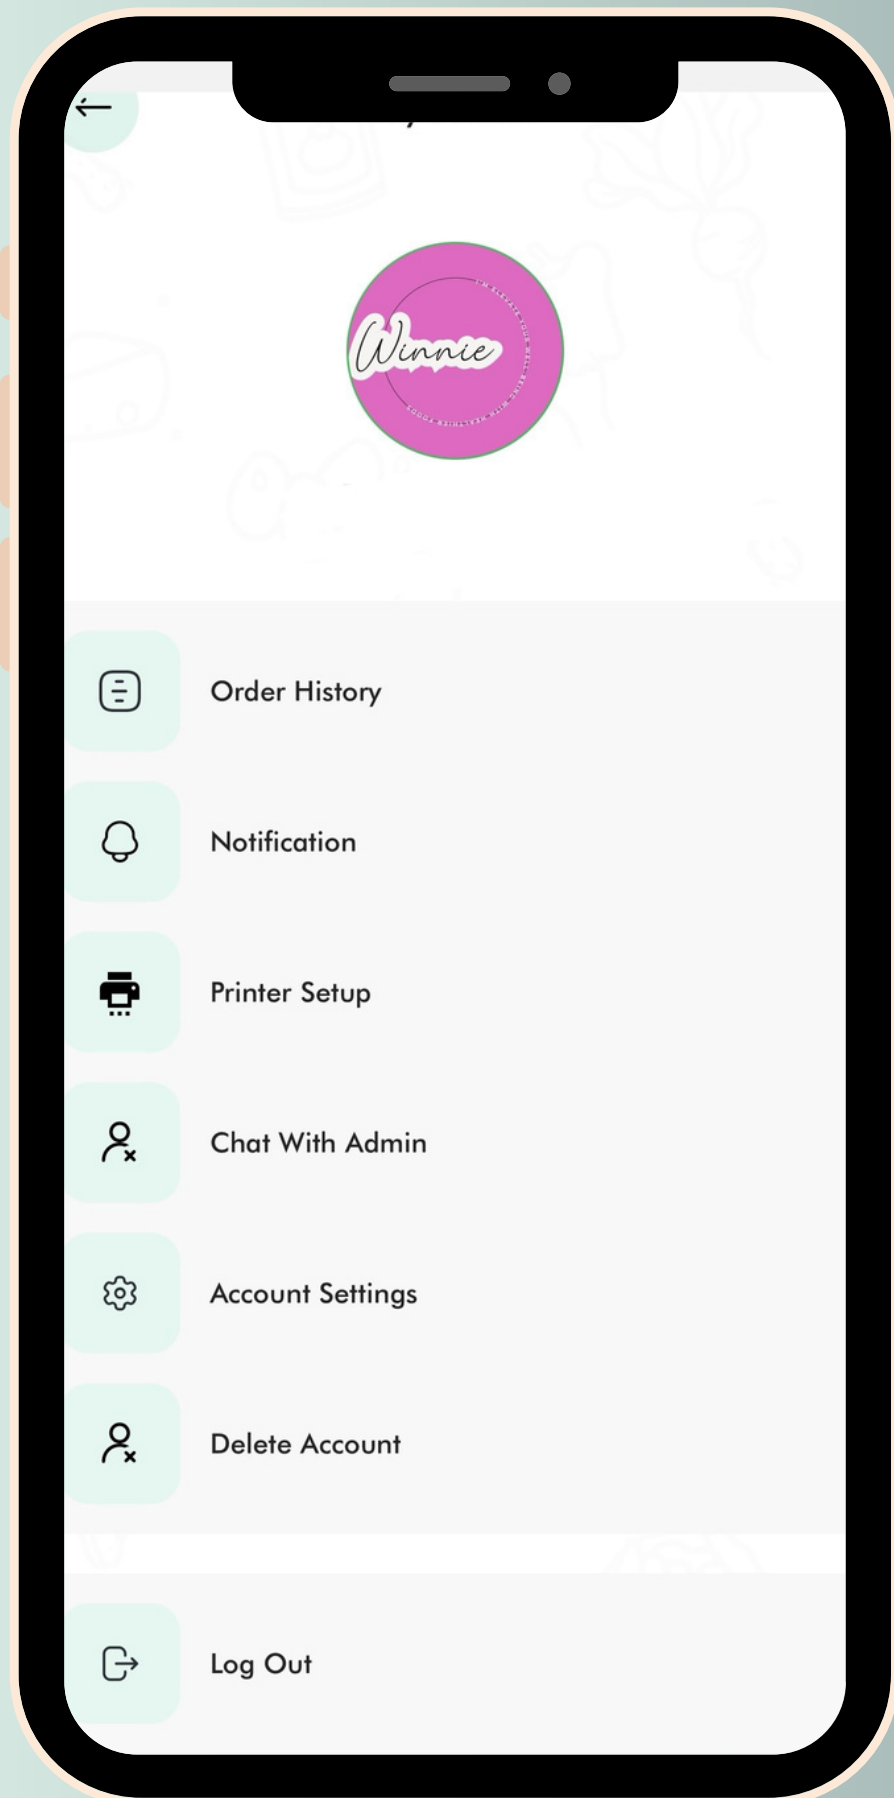 Winnie
Order History
Notification
Printer Setup
Chat With Admin
Account Settings
Delete Account
Log Out